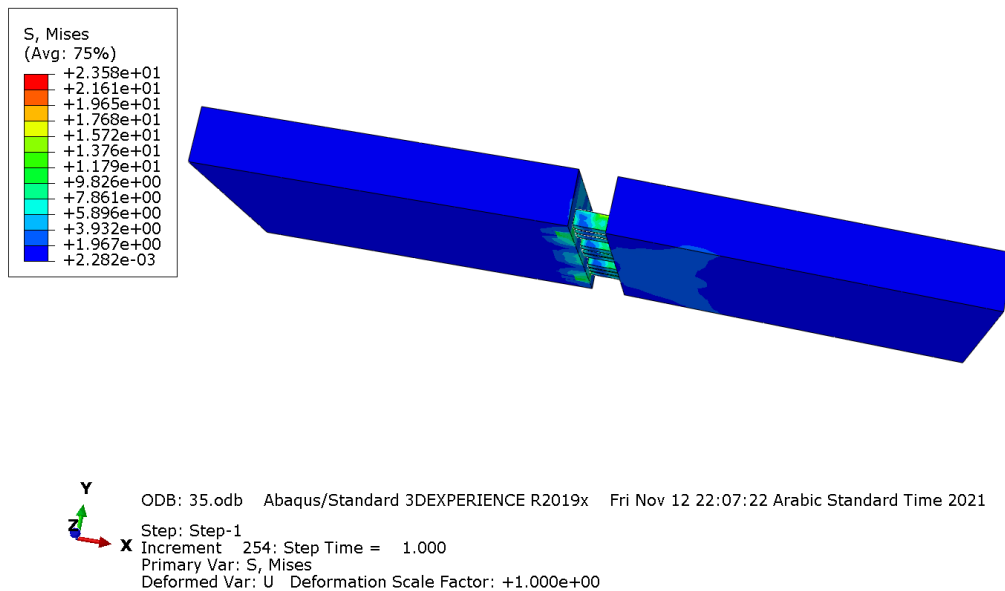 S, Mises
(Avg: 75%)
+2.358e+01
+2.161e+01
+1.965e+01
+1.768e+01
+1.572e+01
+1.376e+01
+1.179e+01
+9.826e+00
+7.861e+00
+5.896e+00
+3.932e+00
+1.967e+00
+2.282e-03
Y
Z
X
ODB: 35.odb Abaqus/Standard 3DEXPERIENCE R2019x Fri Nov 12 22:07:22 Arabic Standard Time 2021
Step: Step-1
Increment 254: Step Time = 1.000
Primary Var: S, Mises
Deformed Var: U Deformation Scale Factor: +1.000e+00